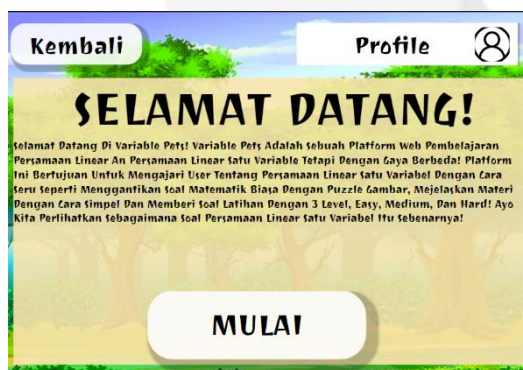 Kembali
Profile
SELAMAT DATANG!
Selamat Datang Di Variable Pets! Variable Pets Adalah Sebuah Platform Web Pembelajaran
Persamaan Linear An Persamaan Linear Satu Variable Tetapi Dengan Gaya Berbeda! Platform
Ini Bertujuan Untuk Mengajari User Tentang Persamaan Linear Satu Variabel Dengan Cara
Seru Seperti Menggantikan Soal Matematik Biasa Dengan Puzzle Gambar, Mejelaskan Materi
Dengan Cara Simpel Dan Memberi Soal Latihan Dengan 3 Level, Easy, Medium, Dan Hard! Ayo
Kita Perlihatkan Sebagaimana Soal Persamaan Linear Satu Variabel Itu Sebenarnya!
MULAI